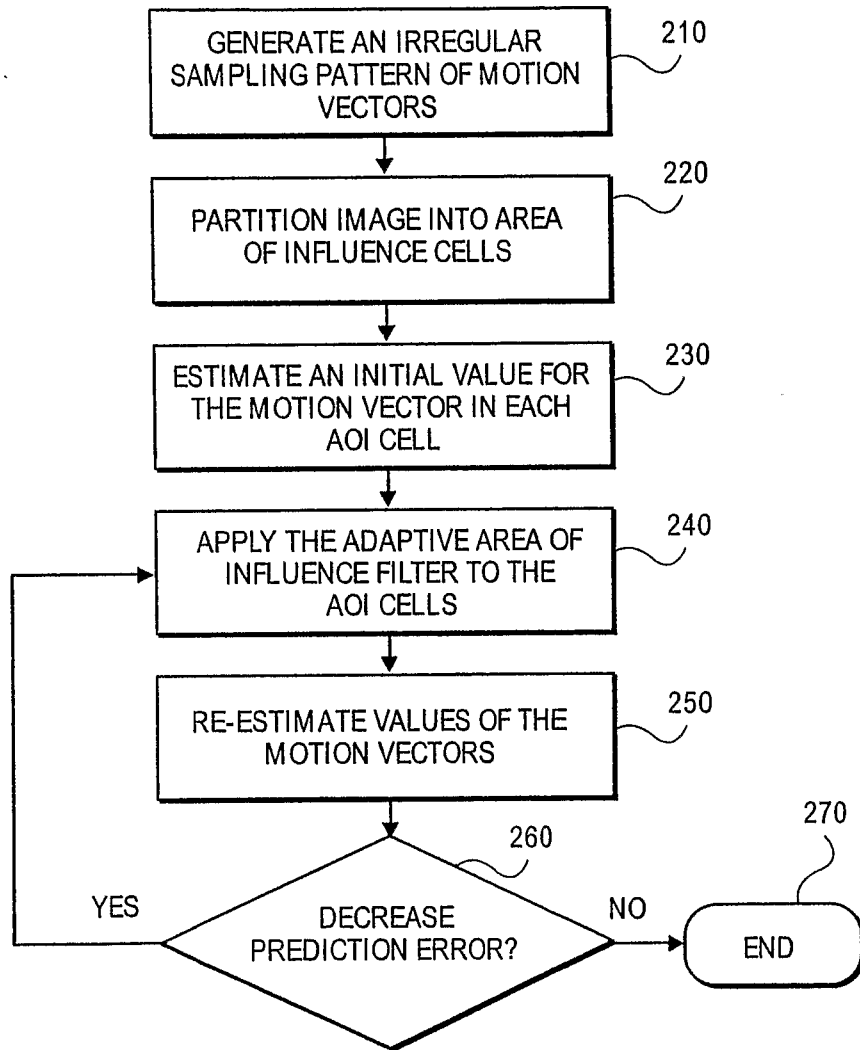 GENERATE AN IRREGULAR
SAMPLING PATTERN OF MOTION
VECTORS
210
PARTITION IMAGE INTO AREA
OF INFLUENCE CELLS
220
ESTIMATE AN INITIAL VALUE FOR
THE MOTION VECTOR IN EACH
AOI CELL
230
APPLY THE ADAPTIVE AREA OF
INFLUENCE FILTER TO THE
AOI CELLS
240
RE-ESTIMATE VALUES OF THE
MOTION VECTORS
250
260
DECREASE
PREDICTION ERROR?
YES
NO
270
END